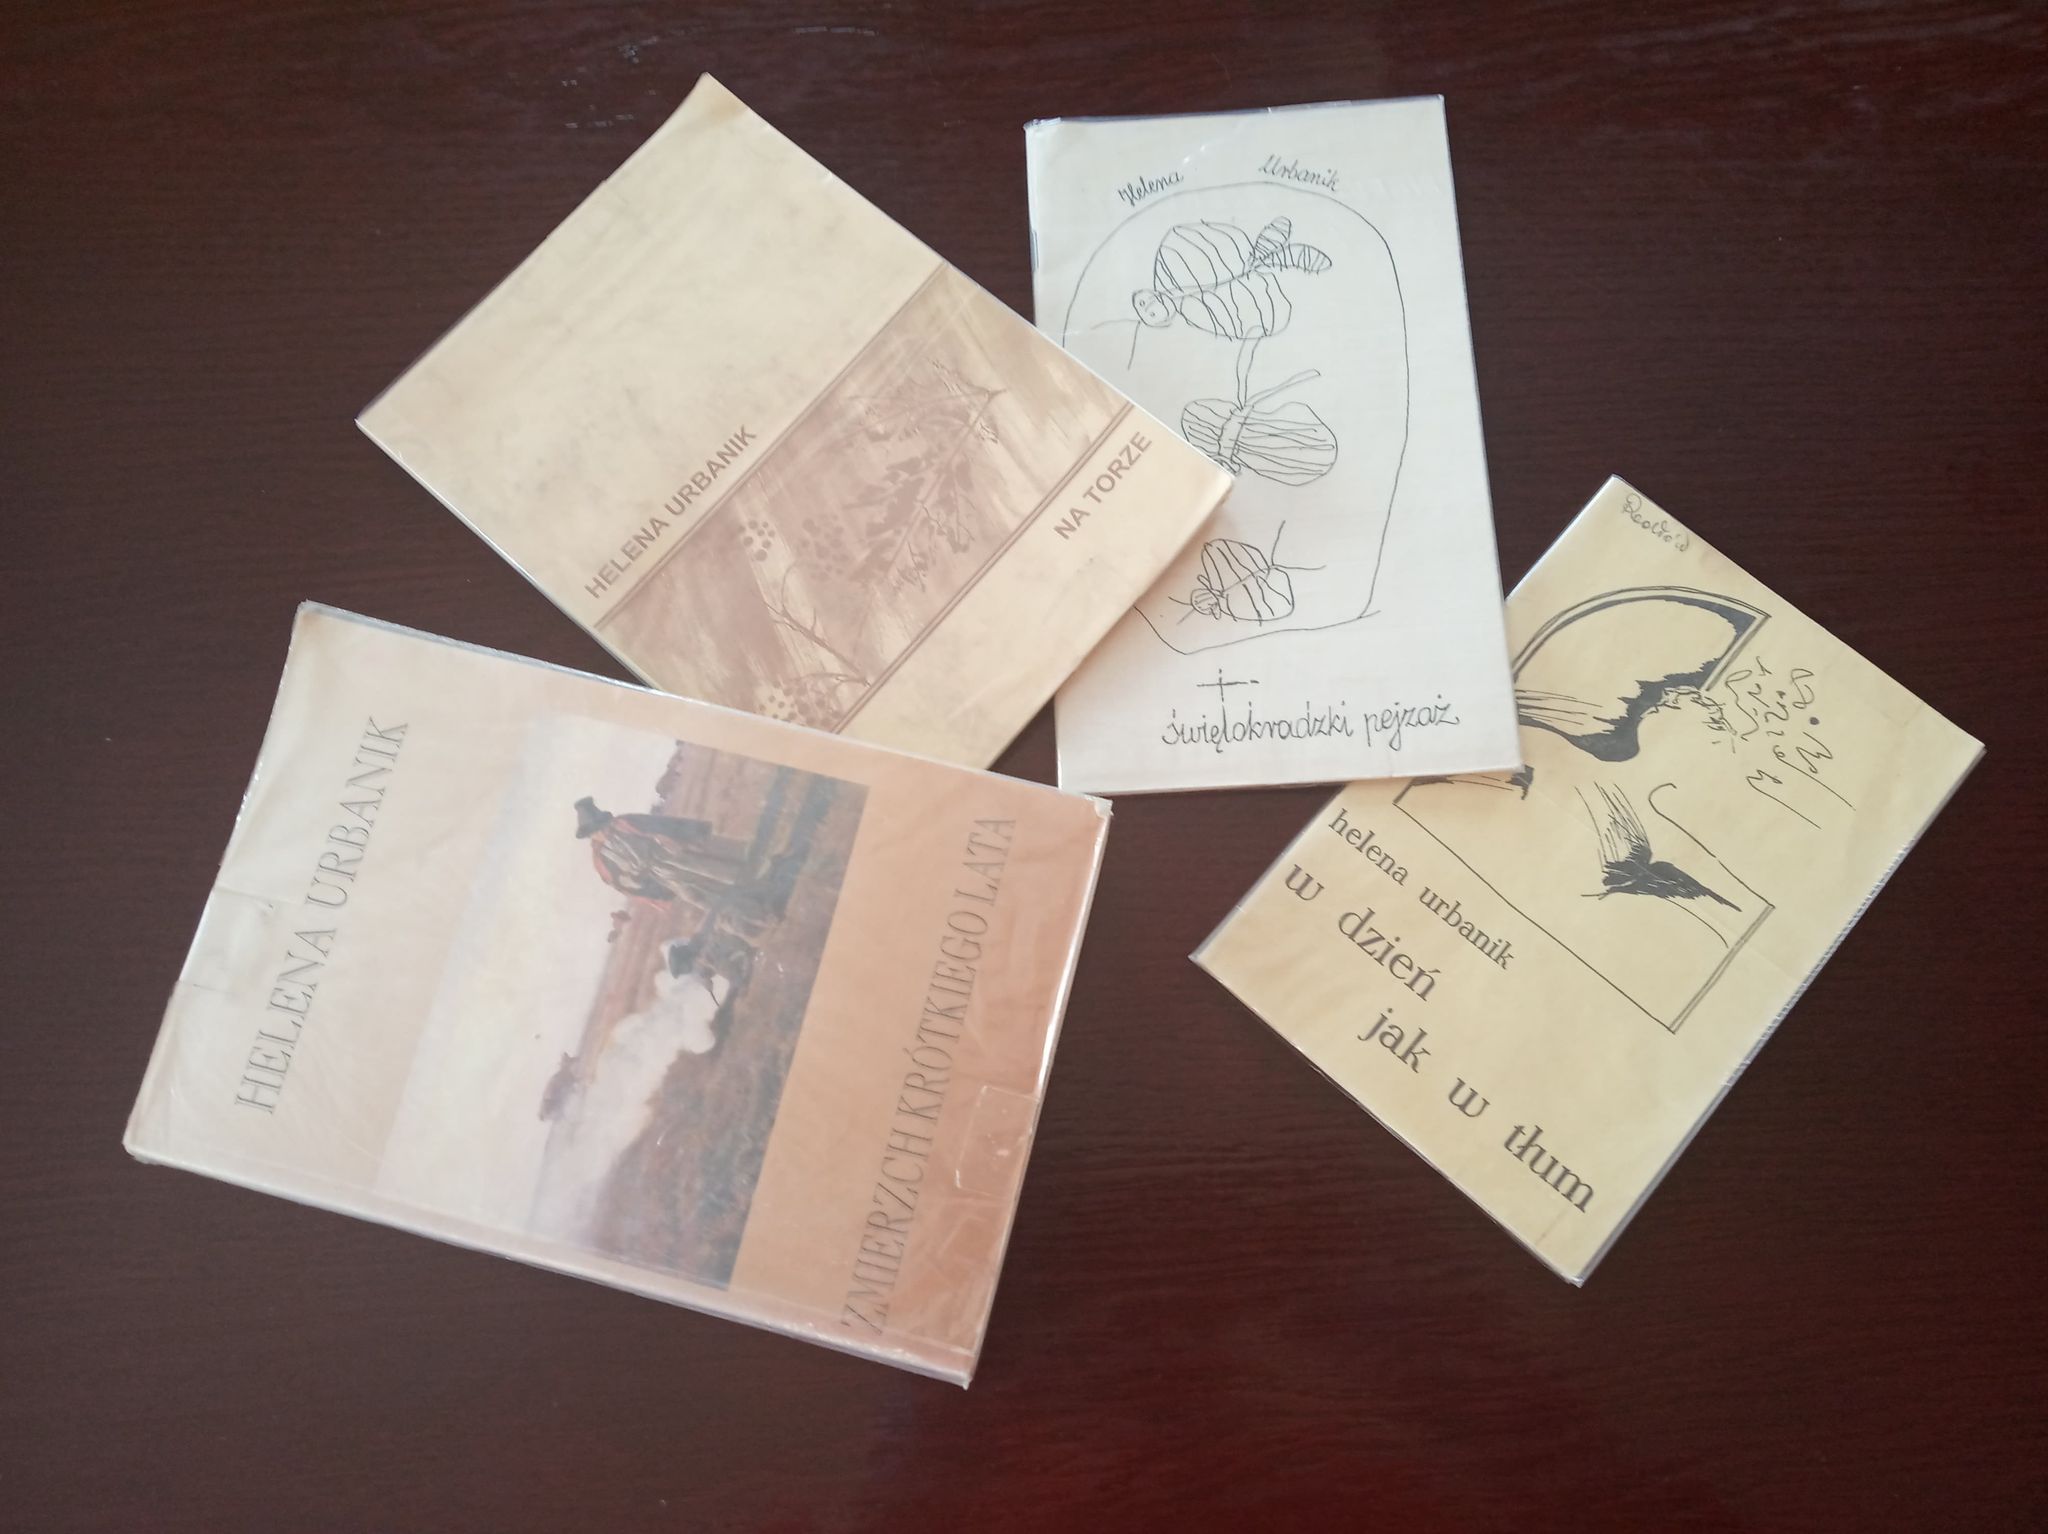 HELENA URBANIK
NA TORZE
Helena Urbanik
świętokradzki pejzaż
helena urbanik
w dzień
jak w tłum
HELENA URBANIK
ZMIERZCH KRÓTKIEGO LATA